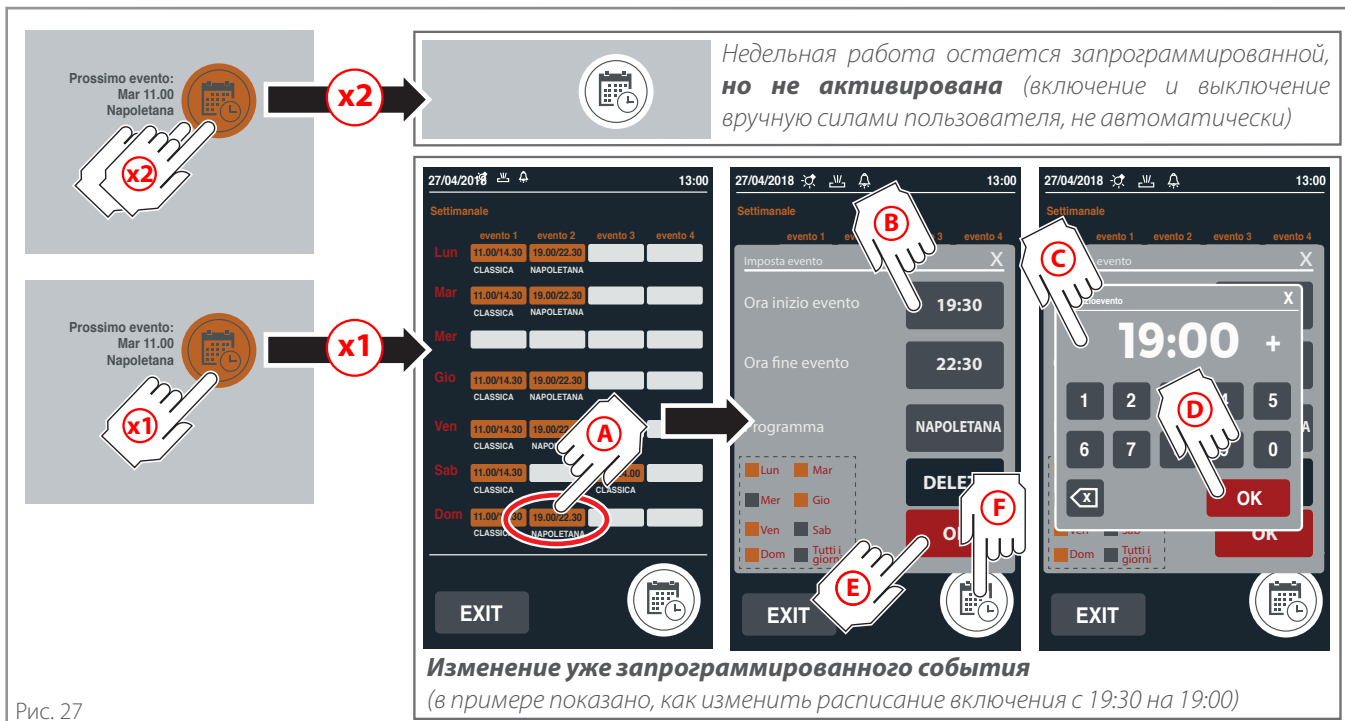 Prossimo evento:
Mar 11.00
Napoletana
x2
x2
Недельная работа остается запрограммированной,
но не активирована (включение и выключение
вручную силами пользователя, не автоматически)
Prossimo evento:
Mar 11.00
Napoletana
x1
x1
27/04/2018 13:00
Settimanale
evento 1 evento 2 evento 3 evento 4
Lun 11.00/14.30 19.00/22.30
CLASSICA NAPOLETANA
Mar 11.00/14.30 19.00/22.30
CLASSICA NAPOLETANA
Mer
Gio 11.00/14.30 19.00/22.30
CLASSICA NAPOLETANA
Ven 11.00/14.30
CLASSICA
A
Sab 11.00/14.30
CLASSICA CLASSICA
Dom 19.00/22.30
CLASSICA NAPOLETANA
EXIT
27/04/2018 13:00
Settimanale
evento 1 evento 4
B
Imposta evento X
Ora inizio evento 19:30
Ora fine evento 22:30
Programma NAPOLETANA
Lun Mar
Mer Gio
Ven Sab
Dom Tutti i
giorni
E
F
EXIT
27/04/2018 13:00
Settimanale
evento 1 evento 2 evento 3 evento 4
C
evento X
X
19:00 +
1 2 4 5
D
6 7 0
X OK
OK
Dom Tutti i
giorni
EXIT
Изменение уже запрограммированного события
(в примере показано, как изменить расписание включения с 19:30 на 19:00)
Рис. 27